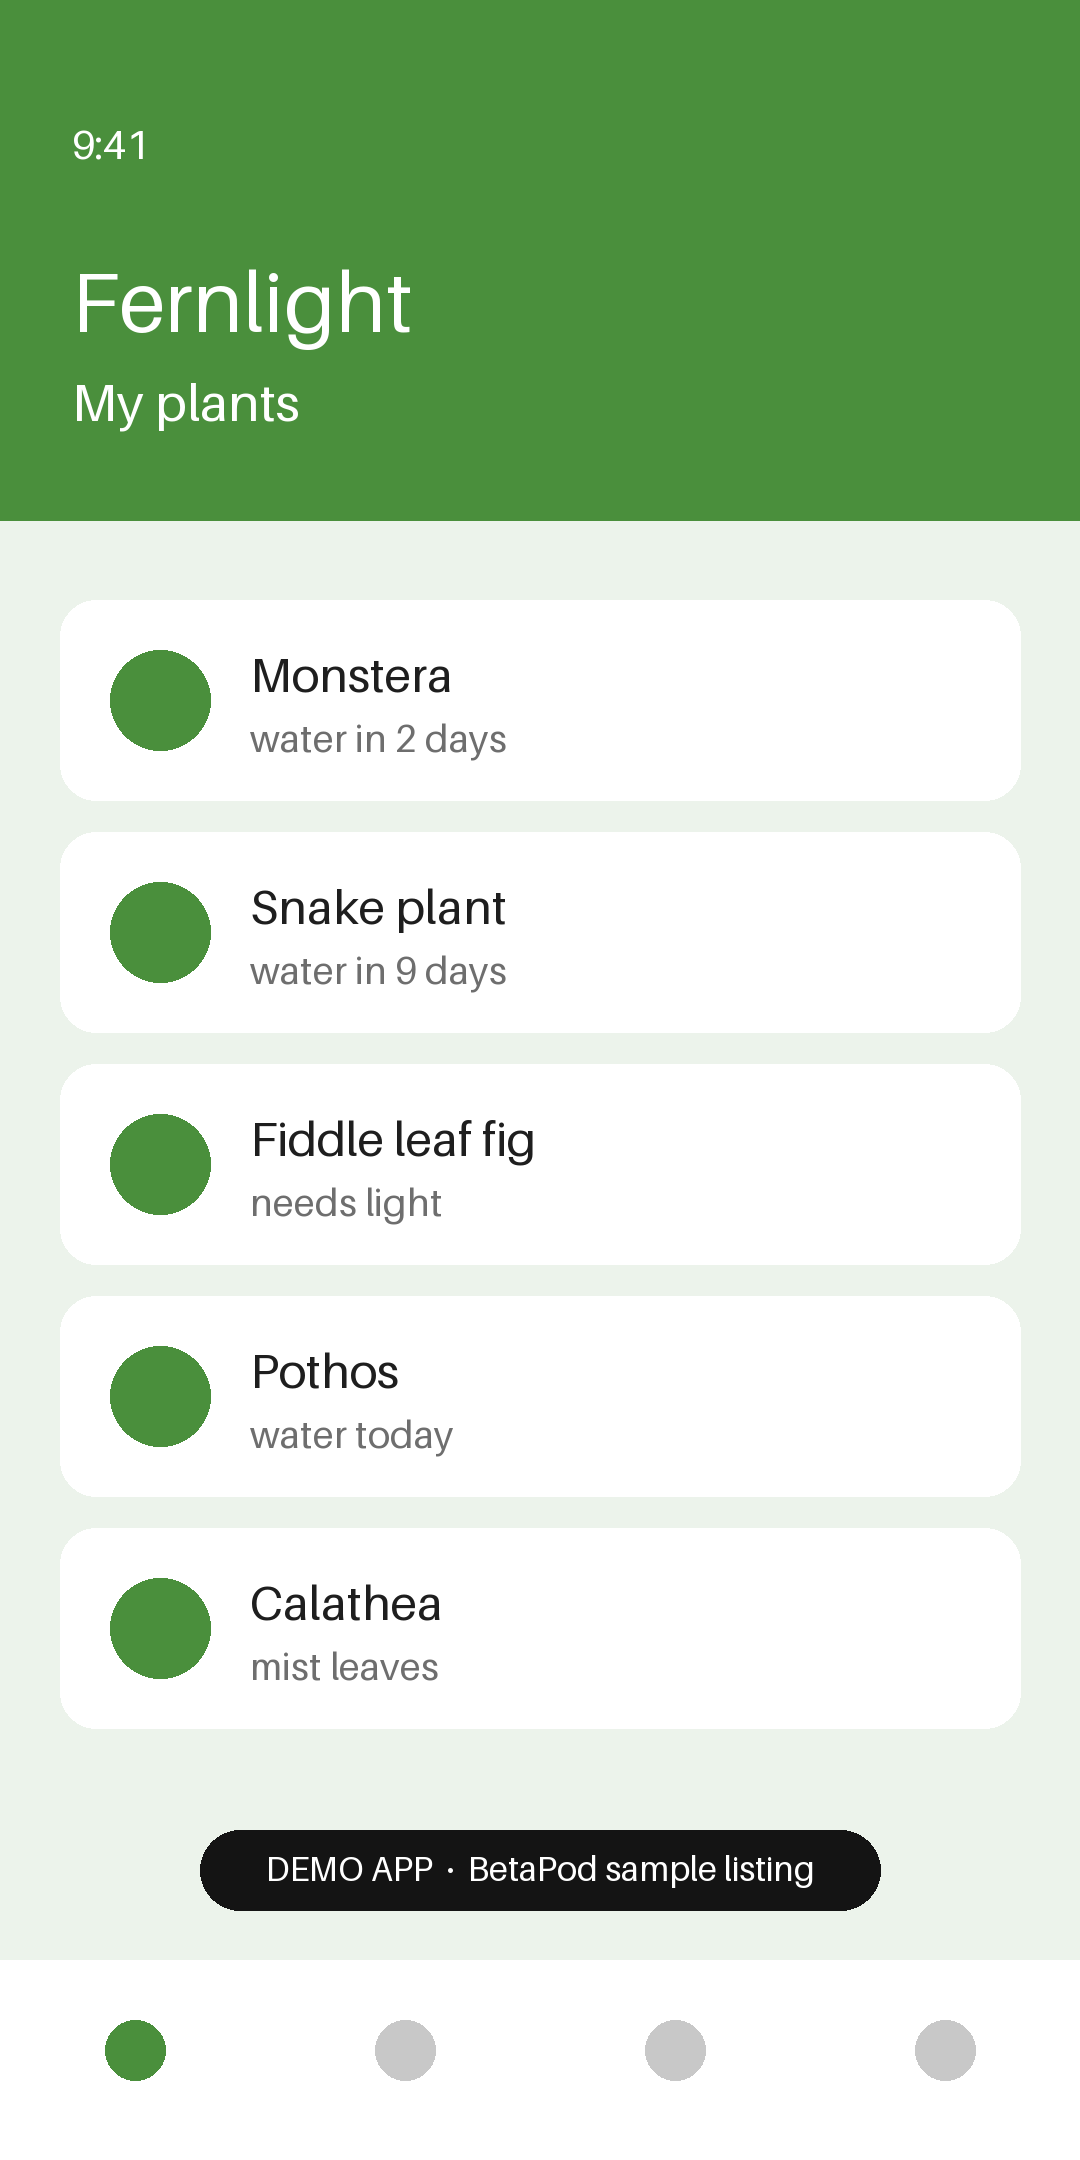 9:41
Fernlight
My plants
Monstera
water in 2 days
Snake plant
water in 9 days
Fiddle leaf fig
needs light
Pothos
water today
Calathea
mist leaves
DEMO APP · BetaPod sample listing